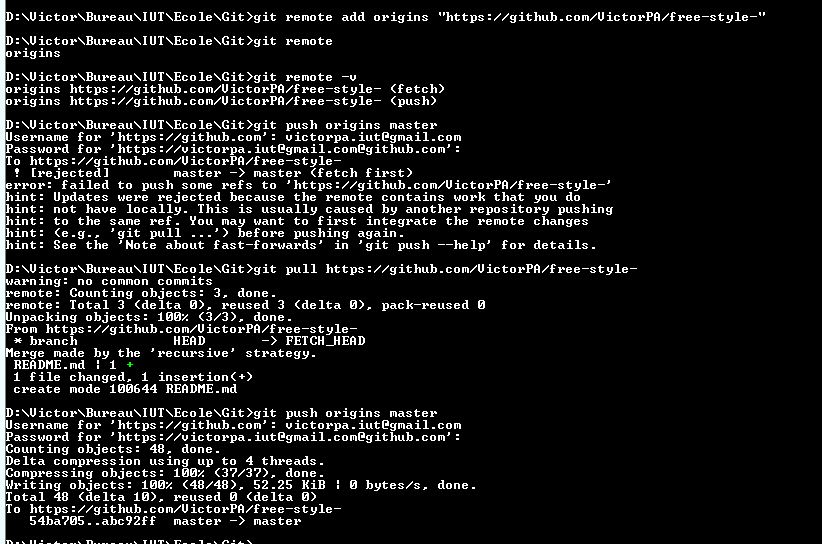 D:\Victor\Bureau\IUT\Ecole\Git>git remote add origins "https://github.com/VictorPA/free-style-"
D:\Victor\Bureau\IUT\Ecole\Git>git remote
origins
D:\Victor\Bureau\IUT\Ecole\Git>git remote -v
origins https://github.com/VictorPA/free-style- (fetch)
origins https://github.com/VictorPA/free-style- (push)
D:\Victor\Bureau\IUT\Ecole\Git>git push origins master
Username for 'https://github.com': victorpa.iut@gmail.com
Password for 'https://victorpa.iut@gmail.com@github.com':
To https://github.com/VictorPA/free-style-
 ! [rejected]        master -> master (fetch first)
error: failed to push some refs to 'https://github.com/VictorPA/free-style-'
hint: Updates were rejected because the remote contains work that you do
hint: not have locally. This is usually caused by another repository pushing
hint: to the same ref. You may want to first integrate the remote changes
hint: (e.g., 'git pull ...') before pushing again.
hint: See the 'Note about fast-forwards' in 'git push --help' for details.
D:\Victor\Bureau\IUT\Ecole\Git>git pull https://github.com/VictorPA/free-style-
warning: no common commits
remote: Counting objects: 3, done.
remote: Total 3 (delta 0), reused 3 (delta 0), pack-reused 0
Unpacking objects: 100% (3/3), done.
From https://github.com/VictorPA/free-style-
 * branch            HEAD       -> FETCH_HEAD
Merge made by the 'recursive' strategy.
 README.md | 1 +
 1 file changed, 1 insertion(+)
 create mode 100644 README.md
D:\Victor\Bureau\IUT\Ecole\Git>git push origins master
Username for 'https://github.com': victorpa.iut@gmail.com
Password for 'https://victorpa.iut@gmail.com@github.com':
Counting objects: 48, done.
Delta compression using up to 4 threads.
Compressing objects: 100% (37/37), done.
Writing objects: 100% (48/48), 52.25 KiB | 0 bytes/s, done.
Total 48 (delta 10), reused 0 (delta 0)
To https://github.com/VictorPA/free-style-
   54ba705..abc92ff  master -> master
D:\Victor\Bureau\IUT\Ecole\Git>